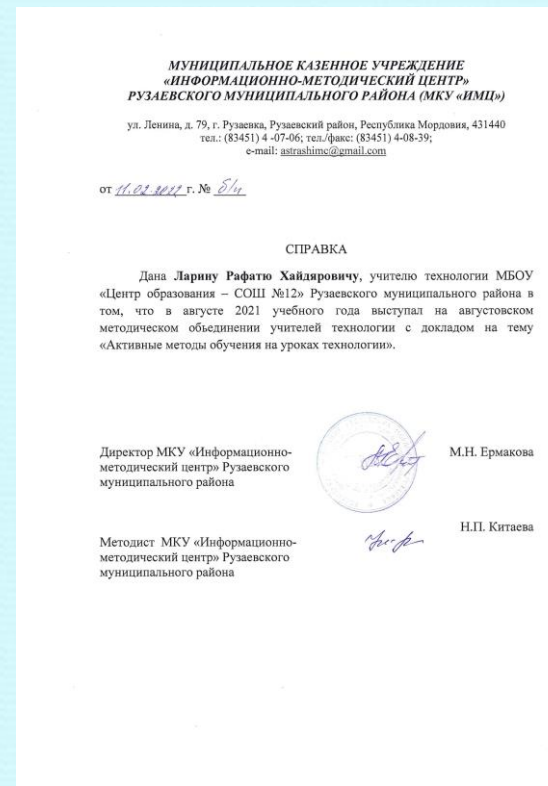 МУНИЦИПАЛЬНОЕ КАЗЕННОЕ УЧРЕЖДЕНИЕ
«ИНФОРМАЦИОННО-МЕТОДИЧЕСКИЙ ЦЕНТР»
РУЗАЕВСКОГО МУНИЦИПАЛЬНОГО РАЙОНА (МКУ «ИМЦ»)
ул. Ленина, д. 79, г. Рузаевка, Рузаевский район, Республика Мордовия, 431440
тел.: (83451) 4 -07-06; тел./факс: (83451) 4-08-39;
e-mail: astrashimc@gmail.com
от 11.02.2022 г. № б/н
СПРАВКА
Дана Ларину Рафатю Хайдяровичу, учителю технологии МБОУ
«Центр образования – СОШ №12» Рузаевского муниципального района в
том, что в августе 2021 учебного года выступал на августовском
методическом объединении учителей технологии с докладом на тему
«Активные методы обучения на уроках технологии».
Директор МКУ «Информационно-
методический центр» Рузаевского
муниципального района
М.Н. Ермакова
Н.П. Китаева
Методист МКУ «Информационно-
методический центр» Рузаевского
муниципального района